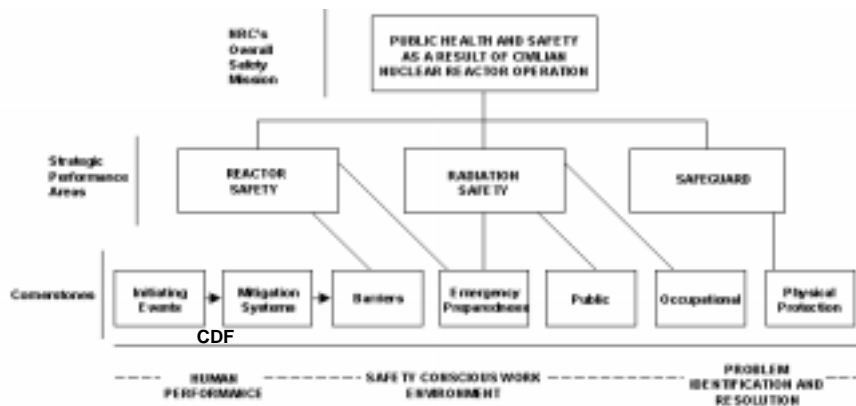 NRC's
Overall
Safety
Mission
PUBLIC HEALTH AND SAFETY
AS A RESULT OF CIVILIAN
NUCLEAR REACTOR OPERATION
Strategic
Performance
Areas
REACTOR
SAFETY
RADIATION
SAFETY
SAFEGUARD
Cornerstones
Initiating
Events
Mitigation
Systems
Barriers
Emergency
Preparedness
Public
Occupational
Physical
Protection
CDF
HUMAN
PERFORMANCE
SAFETY CONSCIOUS WORK
ENVIRONMENT
PROBLEM
IDENTIFICATION AND
RESOLUTION